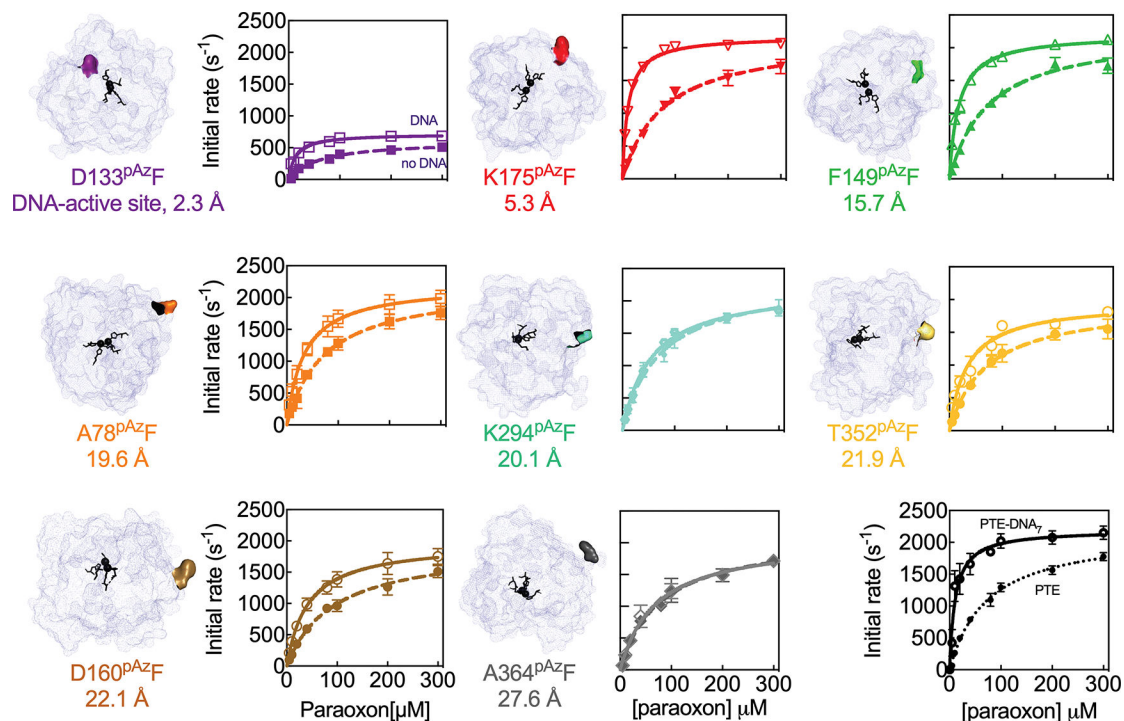 2500
2000
1500
1000
500
0
Initial rate (s⁻¹)
DNA
no DNA
D133ᵖᴬᶻF
DNA-active site, 2.3 Å
K175ᵖᴬᶻF
5.3 Å
F149ᵖᴬᶻF
15.7 Å
2500
2000
1500
1000
500
0
Initial rate (s⁻¹)
A78ᵖᴬᶻF
19.6 Å
K294ᵖᴬᶻF
20.1 Å
T352ᵖᴬᶻF
21.9 Å
2500
2000
1500
1000
500
0
Initial rate (s⁻¹)
0 100 200 300
Paraoxon[µM]
D160ᵖᴬᶻF
22.1 Å
A364ᵖᴬᶻF
27.6 Å
0 100 200 300
[paraoxon] µM
2500
2000
1500
1000
500
0
Initial rate (s⁻¹)
PTE-DNA₇
PTE
0 100 200 300
[paraoxon] µM